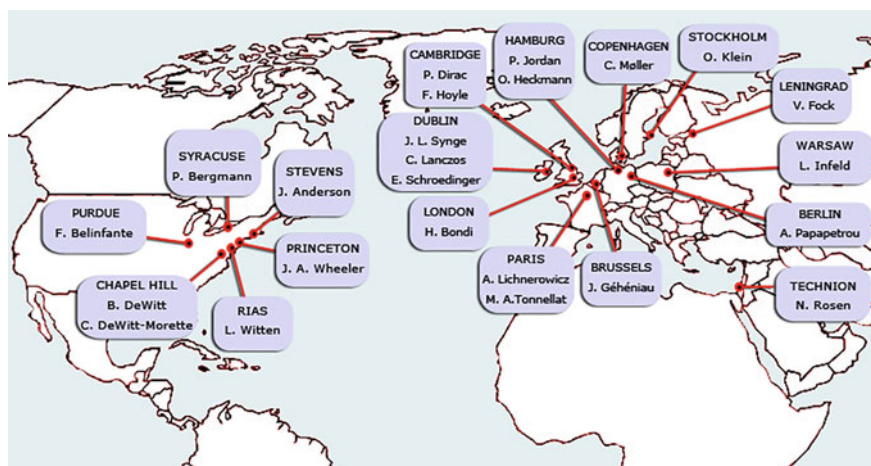 CAMBRIDGE
P. Dirac
F. Hoyle
HAMBURG
P. Jordan
O. Heckmann
COPENHAGEN
C. Møller
STOCKHOLM
O. Klein
LENINGRAD
V. Fock
DUBLIN
J. L. Synge
C. Lanczos
E. Schroedinger
WARSAW
L. Infeld
SYRACUSE
P. Bergmann
STEVENS
J. Anderson
PURDUE
F. Belinfante
LONDON
H. Bondi
BERLIN
A. Papapetrou
PRINCETON
J. A. Wheeler
PARIS
A. Lichnerowicz
M. A.Tonnellat
BRUSSELS
J. Géhéniau
CHAPEL HILL
B. DeWitt
C. DeWitt-Morette
TECHNION
N. Rosen
RIAS
L. Witten